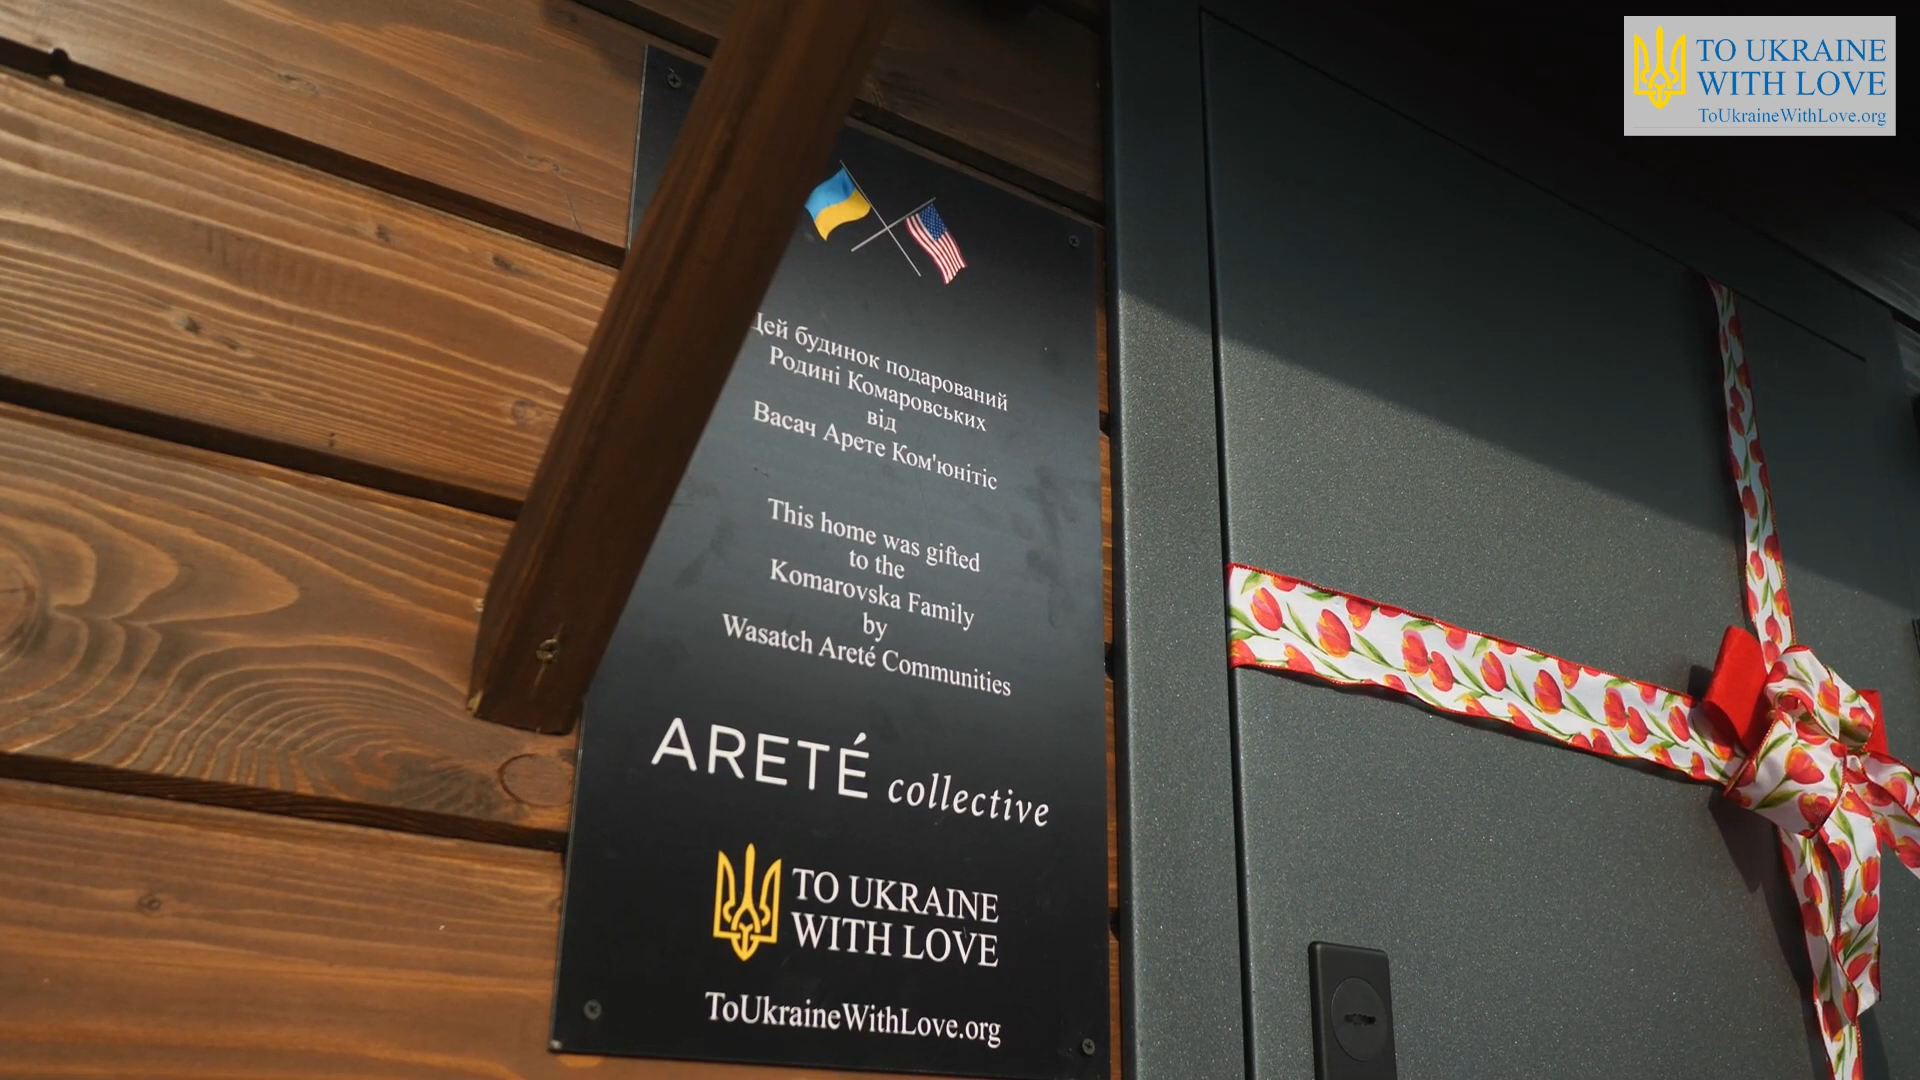 TO UKRAINE
WITH LOVE
ToUkraineWithLove.org
Цей будинок подарований
Родині Комаровських
від
Васач Арете Ком'юнітіс
This home was gifted
to the
Komarovska Family
by
Wasatch Areté Communities
ARETÉ collective
TO UKRAINE
WITH LOVE
ToUkraineWithLove.org